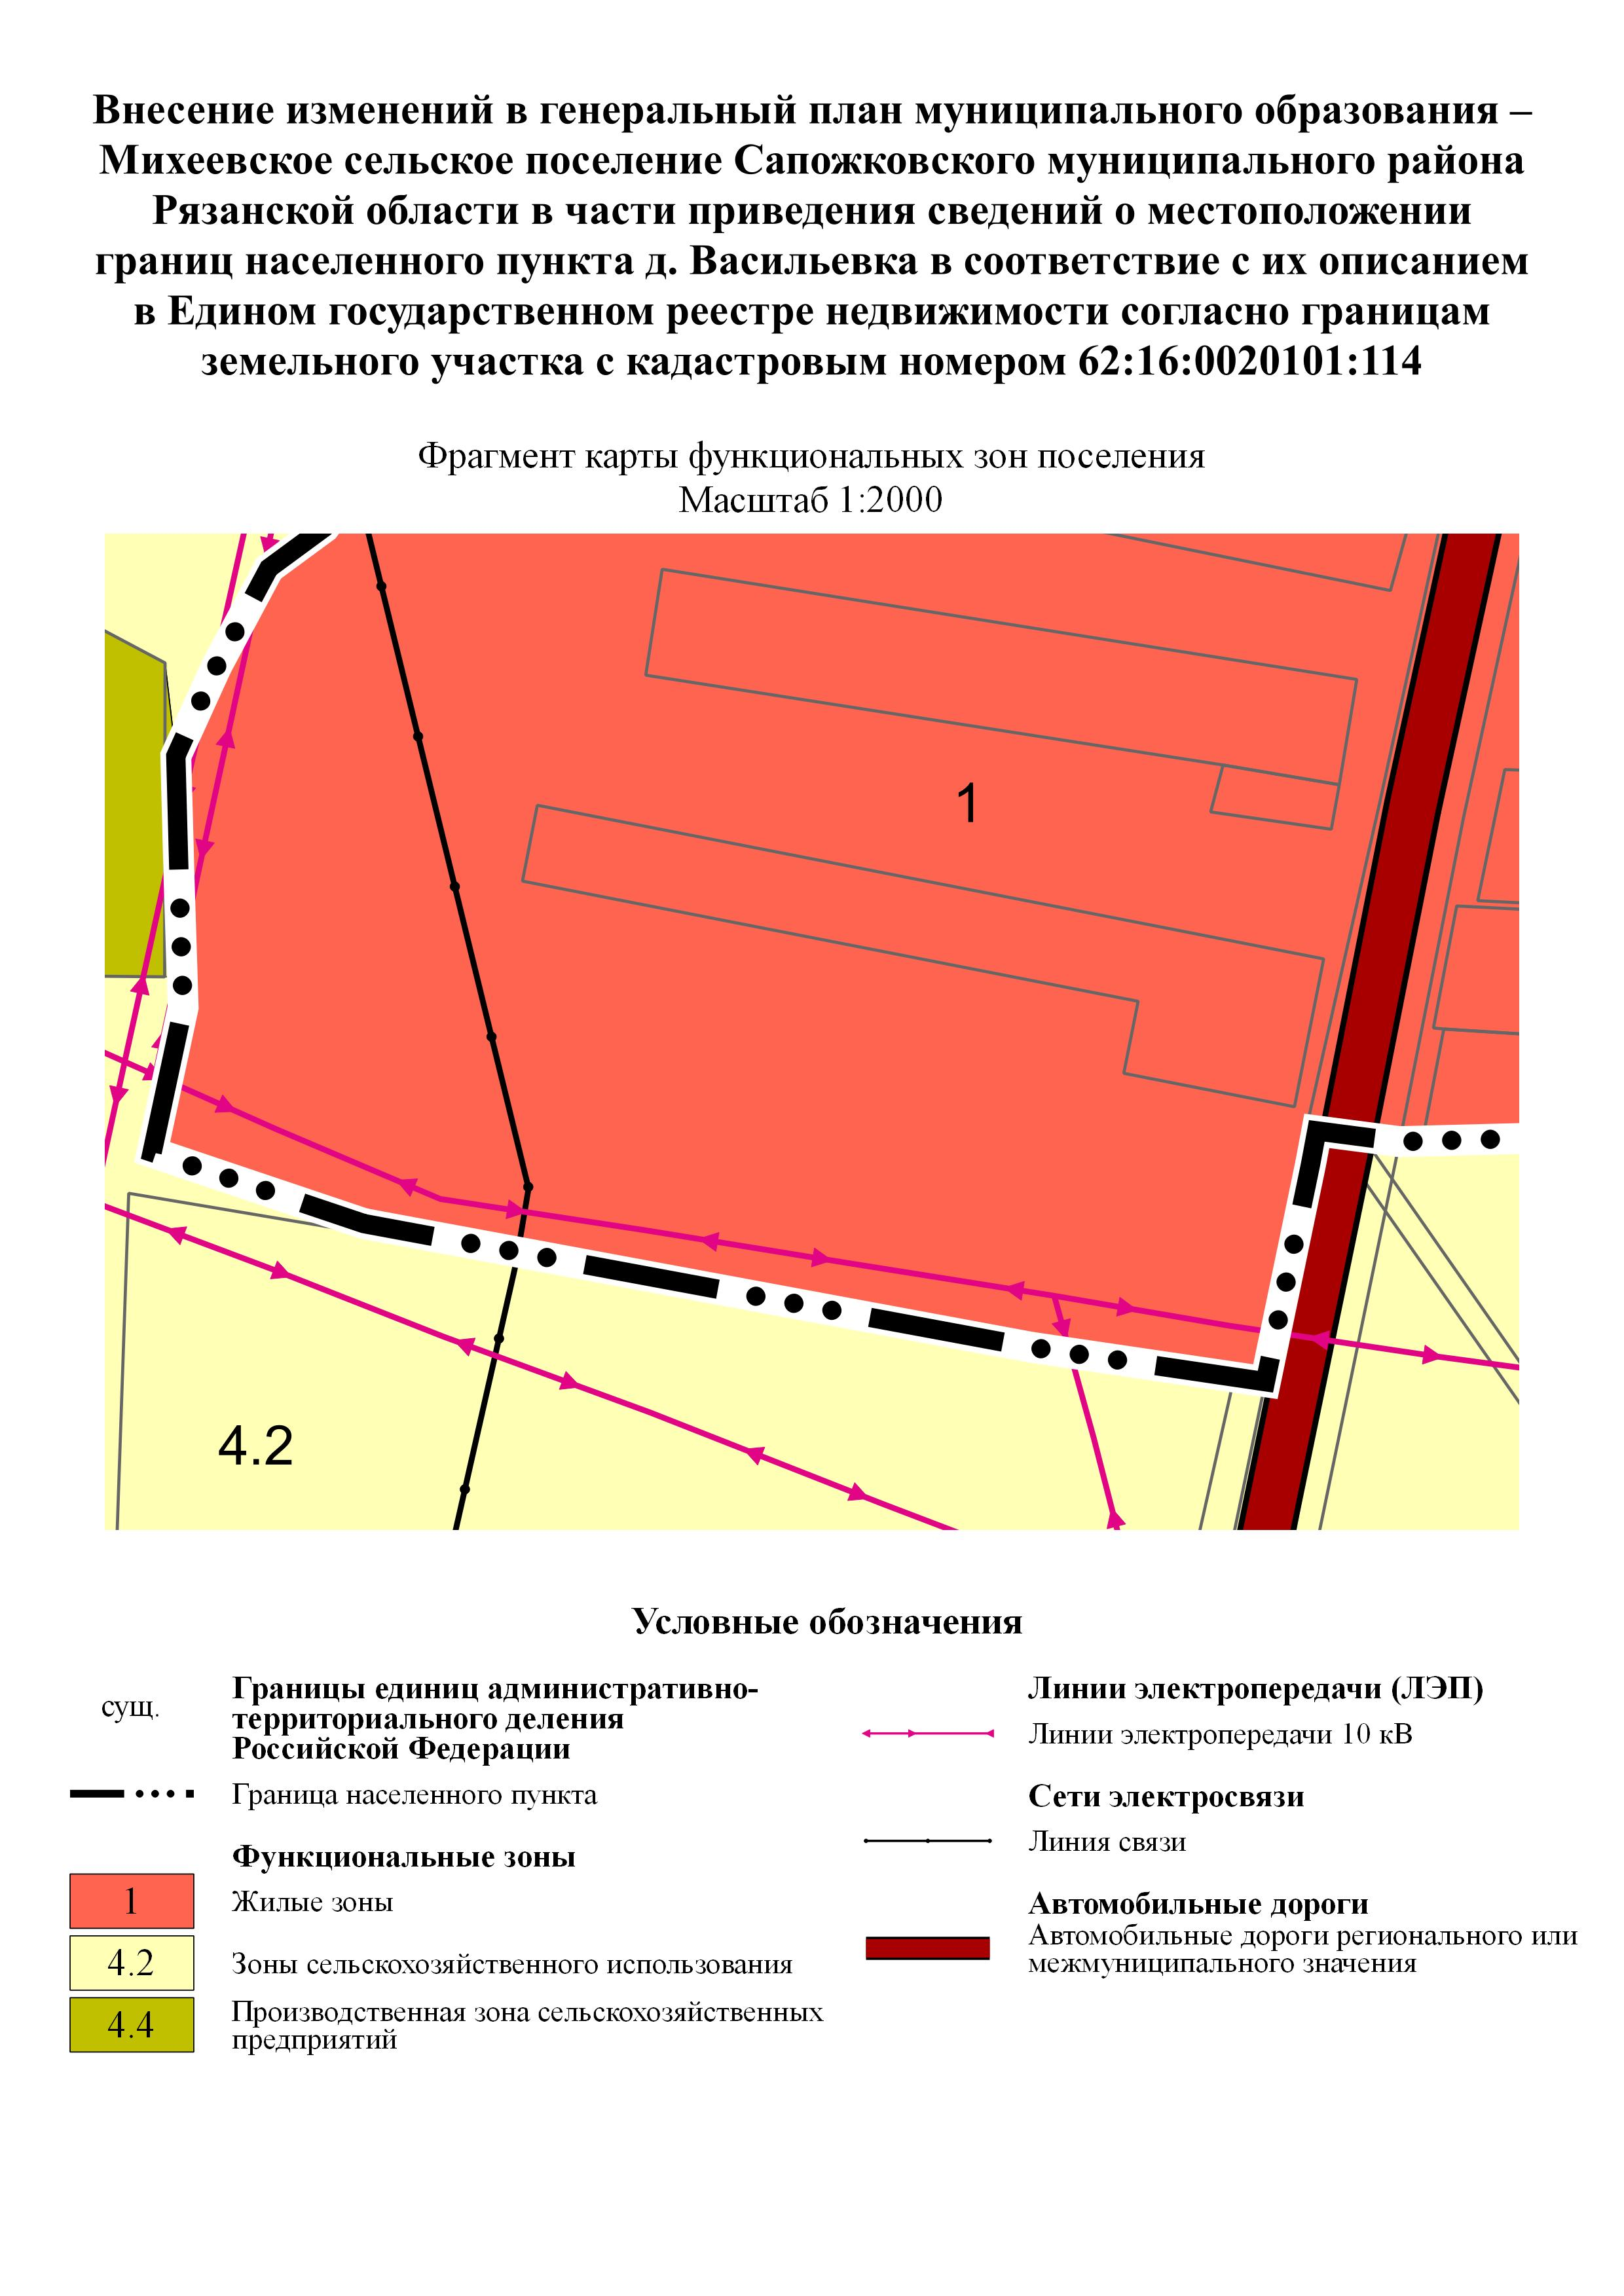 Внесение изменений в генеральный план муниципального образования –
Михеевское сельское поселение Сапожковского муниципального района
Рязанской области в части приведения сведений о местоположении
границ населенного пункта д. Васильевка в соответствие с их описанием
в Едином государственном реестре недвижимости согласно границам
земельного участка с кадастровым номером 62:16:0020101:114
Фрагмент карты функциональных зон поселения
Масштаб 1:2000
1
4.2
Условные обозначения
сущ.
Границы единиц административно-
территориального деления
Российской Федерации
Граница населенного пункта
Функциональные зоны
1
Жилые зоны
4.2
Зоны сельскохозяйственного использования
4.4
Производственная зона сельскохозяйственных
предприятий
Линии электропередачи (ЛЭП)
Линии электропередачи 10 кВ
Сети электросвязи
Линия связи
Автомобильные дороги
Автомобильные дороги регионального или
межмуниципального значения